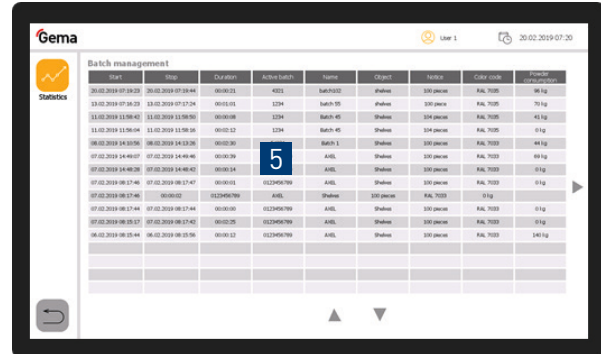 Gema
User 1
20.02.2019 07:20
Statistics
Batch management
Start Stop Duration Active batch Name Object Notice Color code Powder consumption
20.02.2019 07:19:23 20.02.2019 07:19:44 00:00:21 4321 batch102 shelves 100 pieces RAL 7035 96 kg
13.02.2019 07:16:23 13.02.2019 07:17:24 00:01:01 1234 batch 55 shelves 100 piece RAL 7035 70 kg
11.02.2019 11:58:42 11.02.2019 11:58:50 00:00:08 1234 Batch 45 shelves 104 pieces RAL 7035 41 kg
11.02.2019 11:56:04 11.02.2019 11:58:16 00:02:12 1234 Batch 45 shelves 104 pieces RAL 7035 0 kg
08.02.2019 14:10:56 08.02.2019 14:13:26 00:02:30 Batch 1 shelves 100 pieces RAL 7033 44 kg
07.02.2019 14:49:07 07.02.2019 14:49:46 00:00:39 AXEL Shelves 100 pieces RAL 7033 69 kg
07.02.2019 14:48:28 07.02.2019 14:48:42 00:00:14 AXEL Shelves 100 pieces RAL 7033 0 kg
07.02.2019 08:17:46 07.02.2019 08:17:47 00:00:01 0123456789 AXEL Shelves 100 pieces RAL 7033 0 kg
07.02.2019 08:17:46 00:00:02 0123456789 AXEL Shelves 100 pieces RAL 7033 0 kg
07.02.2019 08:17:44 07.02.2019 08:17:44 00:00:00 0123456789 AXEL Shelves 100 pieces RAL 7033 0 kg
07.02.2019 08:15:17 07.02.2019 08:17:42 00:02:25 0123456789 AXEL Shelves 100 pieces RAL 7033 0 kg
06.02.2019 08:15:44 06.02.2019 08:15:56 00:00:12 0123456789 AXEL Shelves 100 pieces RAL 7033 140 kg
5